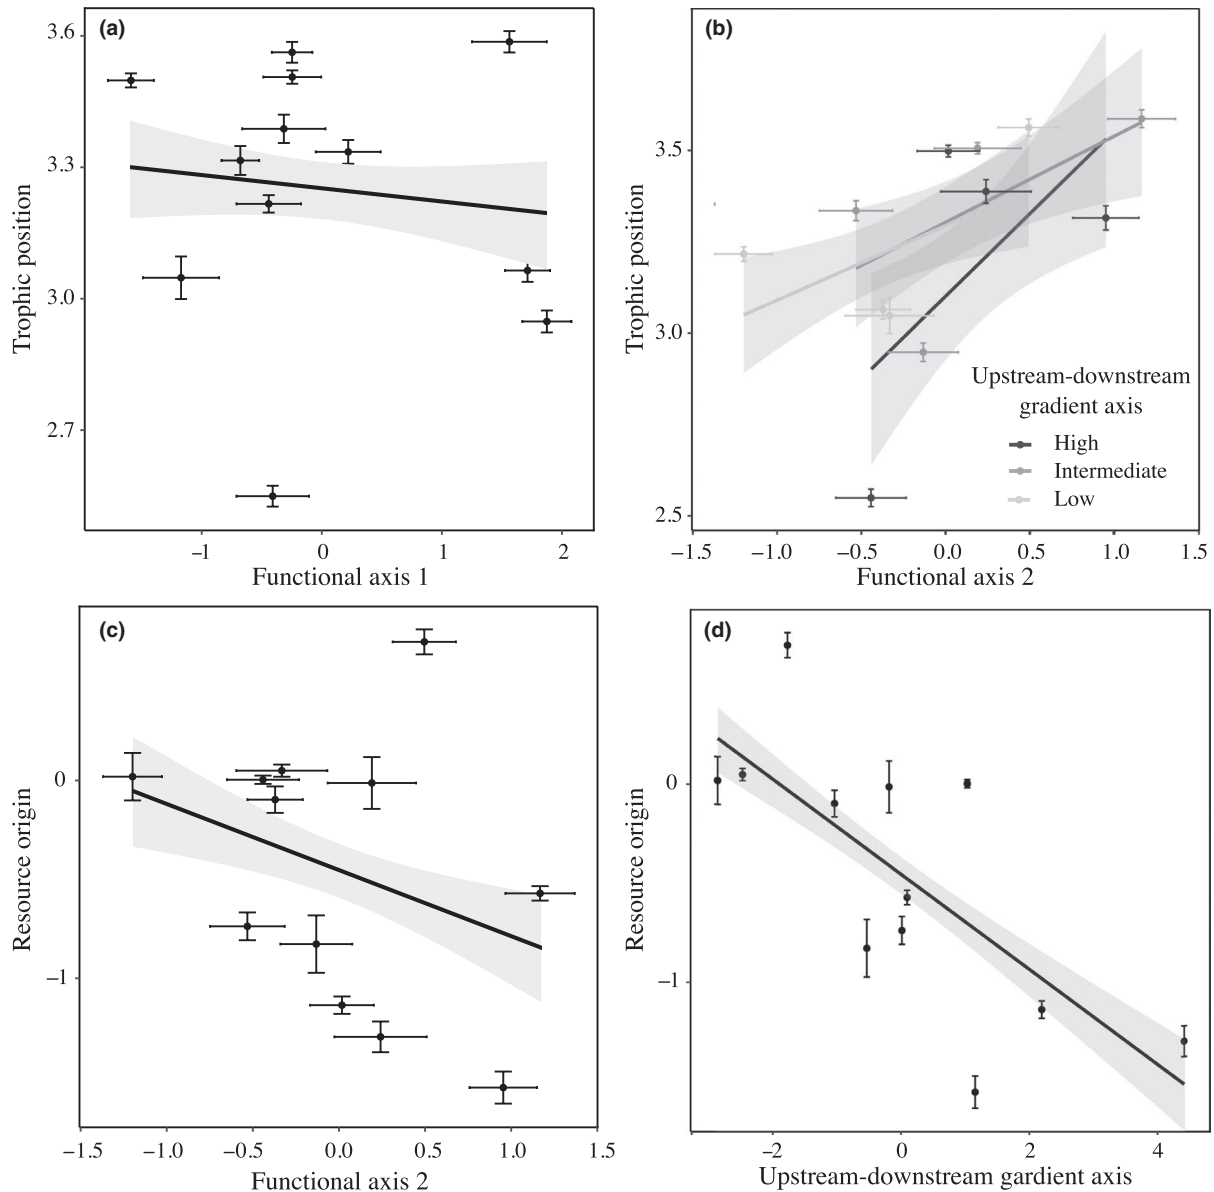 (a)
3.6
3.3
3.0
2.7
Trophic position
–1
0
1
2
Functional axis 1
(b)
3.5
3.0
2.5
Trophic position
Upstream-downstream
gradient axis
High
Intermediate
Low
–1.5
–1.0
–0.5
0.0
0.5
1.0
1.5
Functional axis 2
(c)
0
–1
Resource origin
–1.5
–1.0
–0.5
0.0
0.5
1.0
1.5
Functional axis 2
(d)
0
–1
Resource origin
–2
0
2
4
Upstream-downstream gardient axis